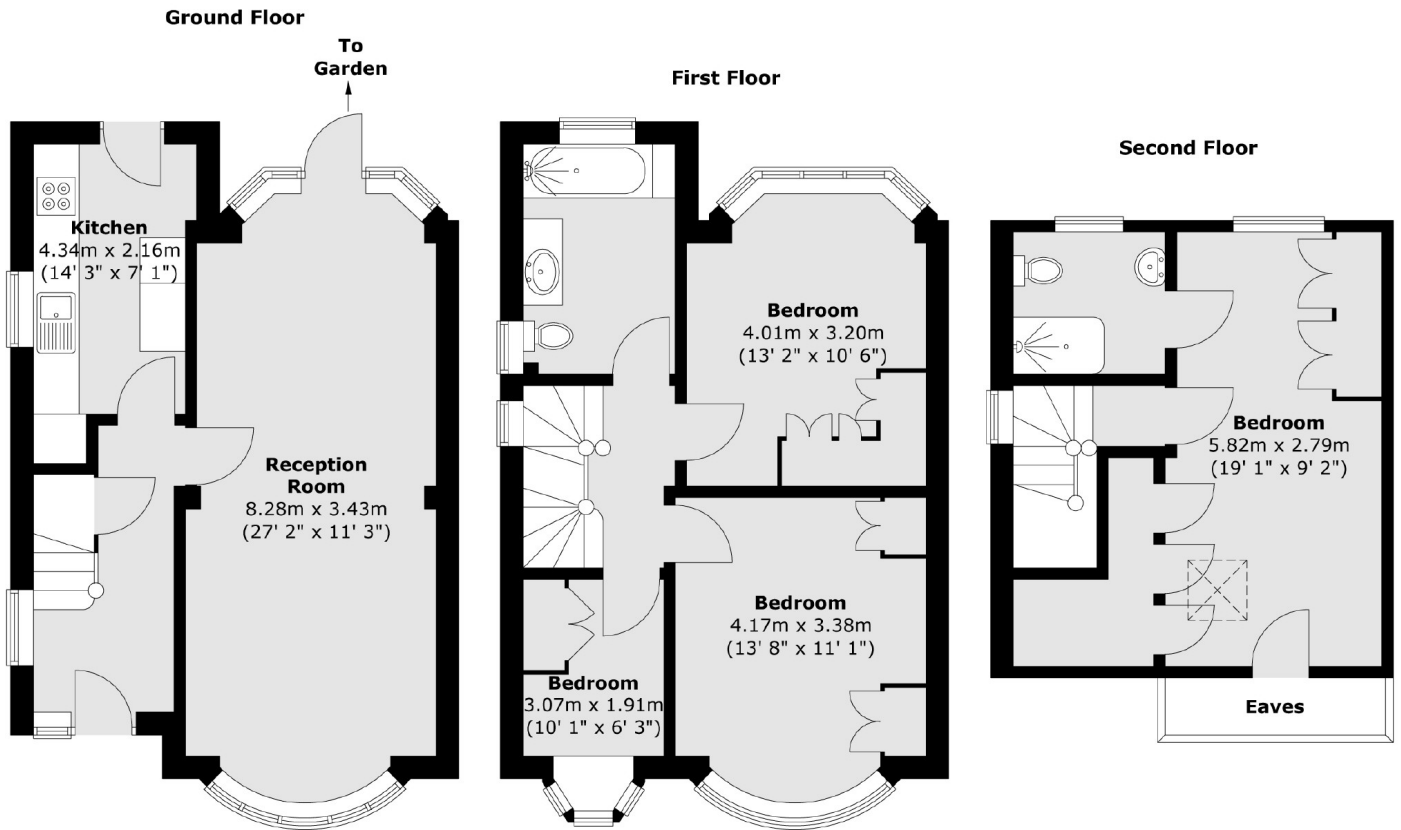 Ground Floor
To
Garden
Kitchen
4.34m x 2.16m
(14' 3" x 7' 1")
Reception
Room
8.28m x 3.43m
(27' 2" x 11' 3")
First Floor
Bedroom
4.01m x 3.20m
(13' 2" x 10' 6")
Bedroom
4.17m x 3.38m
(13' 8" x 11' 1")
Bedroom
3.07m x 1.91m
(10' 1" x 6' 3")
Second Floor
Bedroom
5.82m x 2.79m
(19' 1" x 9' 2")
Eaves